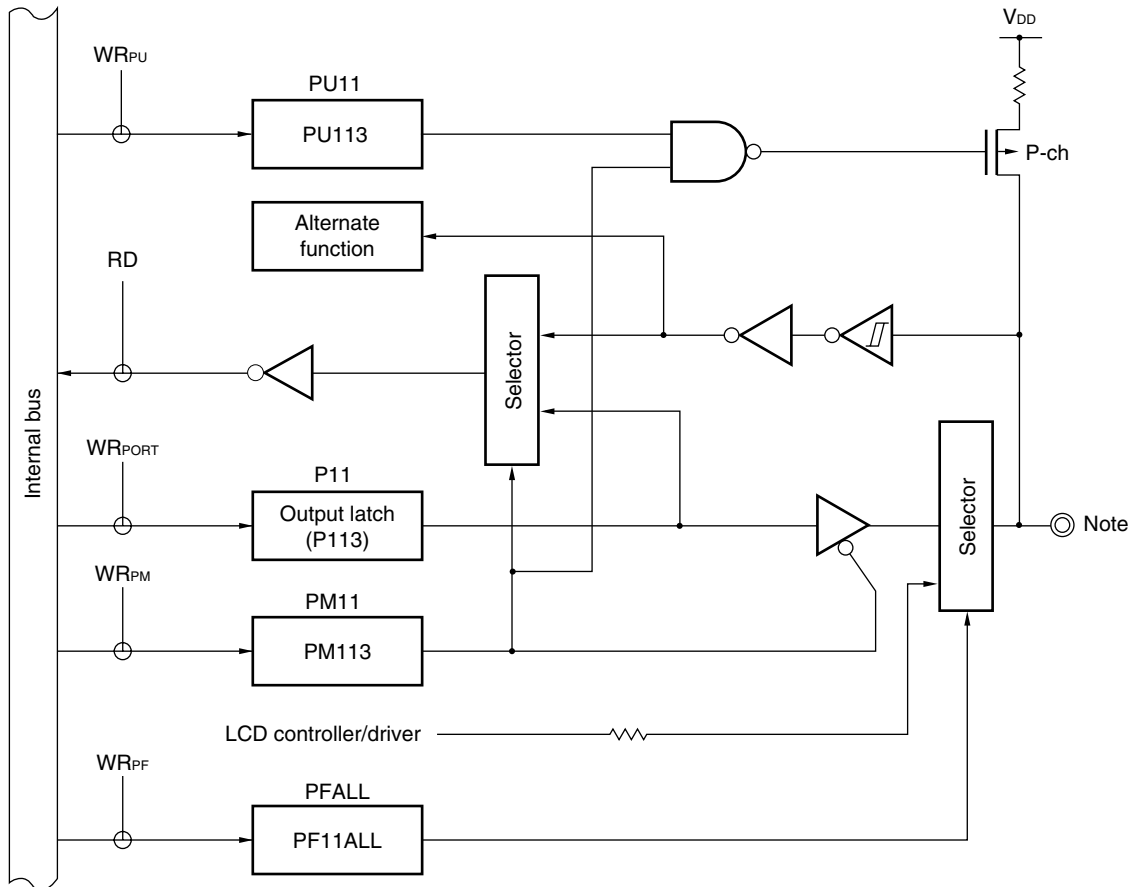 VDD
WRPU
PU11
PU113
P-ch
Alternate
function
RD
Selector
Internal bus
WRPORT
P11
Output latch
(P113)
Selector
Note
WRPM
PM11
PM113
LCD controller/driver
WRPF
PFALL
PF11ALL